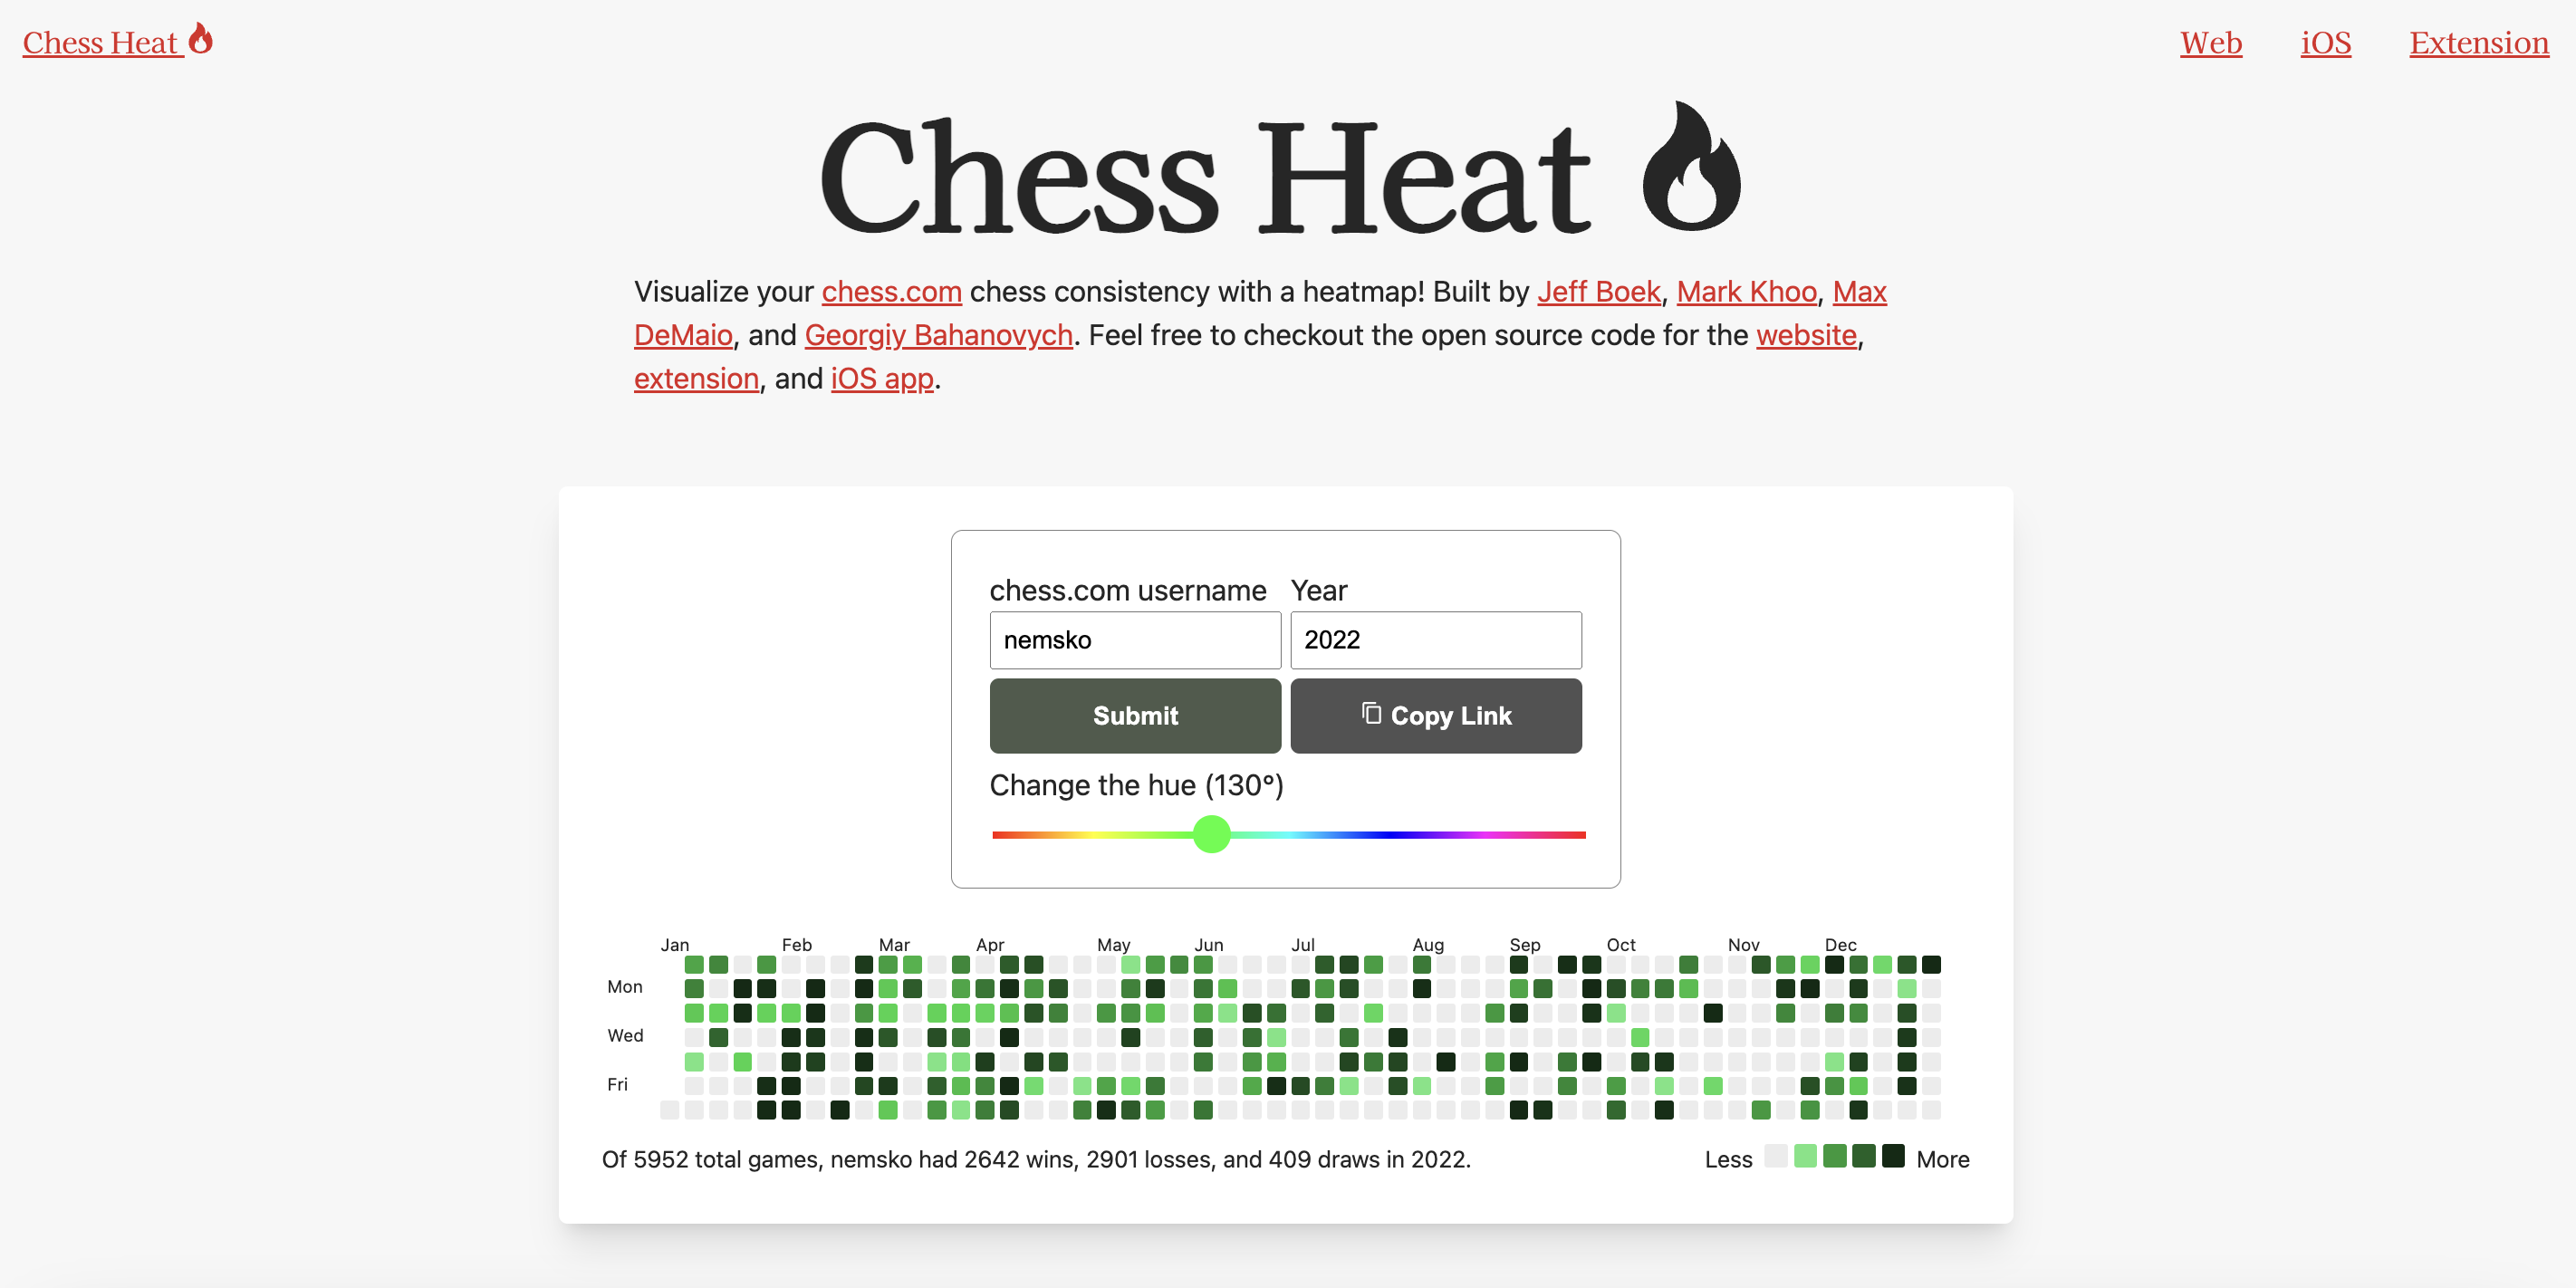 Chess Heat
Web iOS Extension
Chess Heat
Visualize your chess.com chess consistency with a heatmap! Built by Jeff Boek, Mark Khoo, Max
DeMaio, and Georgiy Bahanovych. Feel free to checkout the open source code for the website,
extension, and iOS app.
chess.com username Year
nemsko 2022
Submit Copy Link
Change the hue (130°)
Jan Feb Mar Apr May Jun Jul Aug Sep Oct Nov Dec
Mon
Wed
Fri
Of 5952 total games, nemsko had 2642 wins, 2901 losses, and 409 draws in 2022.
Less More